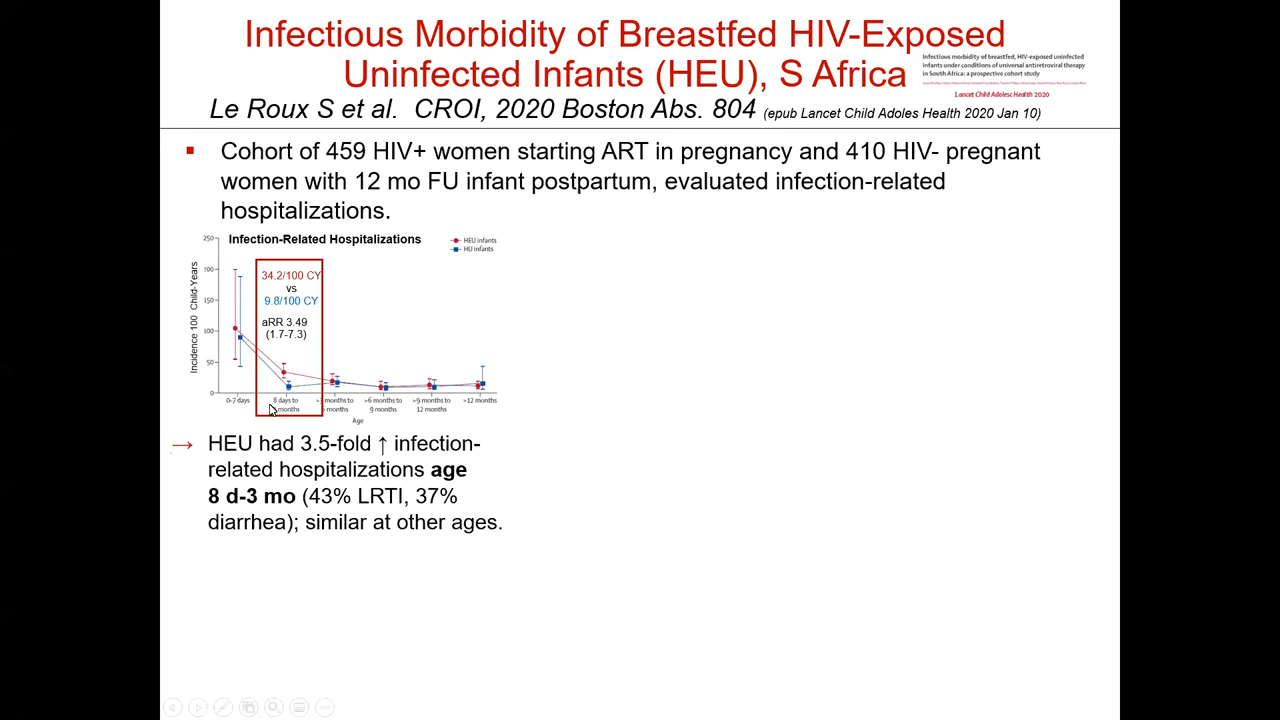 Infectious Morbidity of Breastfed HIV-Exposed
Uninfected Infants (HEU), S Africa
Infectious morbidity of breastfed, HIV-exposed uninfected
infants under conditions of universal antiretroviral therapy
in South Africa: a prospective cohort study
Lancet Child Adolesc Health 2020
Le Roux S et al. CROI, 2020 Boston Abs. 804 (epub Lancet Child Adoles Health 2020 Jan 10)
Cohort of 459 HIV+ women starting ART in pregnancy and 410 HIV- pregnant
women with 12 mo FU infant postpartum, evaluated infection-related
hospitalizations.
Infection-Related Hospitalizations
HEU infants
HU infants
Incidence 100 Child-Years
250
200
150
100
50
0
34.2/100 CY
vs
9.8/100 CY
aRR 3.49
(1.7-7.3)
0-7 days
8 days to
months
months to
months
>6 months to
9 months
>9 months to
12 months
>12 months
Age
→ HEU had 3.5-fold ↑ infection-
related hospitalizations age
8 d-3 mo (43% LRTI, 37%
diarrhea); similar at other ages.